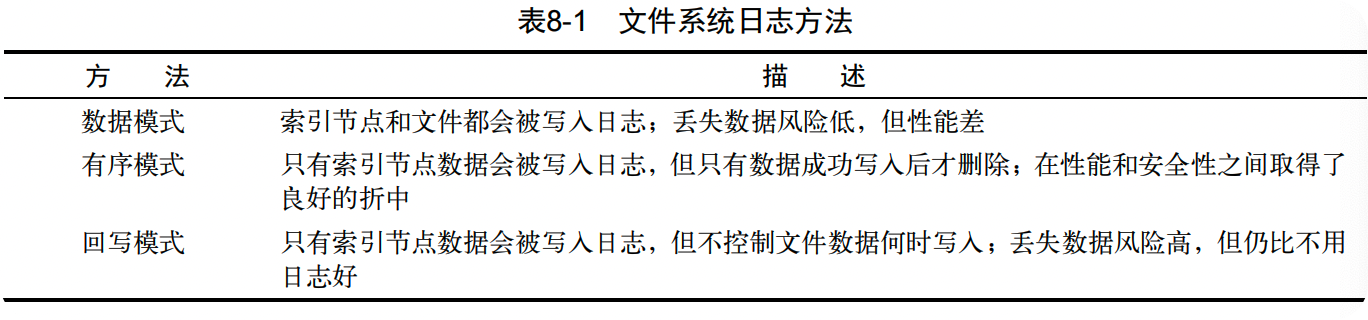 表8-1 文件系统日志方法
方 法 描 述
数据模式 索引节点和文件都会被写入日志；丢失数据风险低，但性能差
有序模式 只有索引节点数据会被写入日志，但只有数据成功写入后才删除；在性能和安全性之间取得了
良好的折中
回写模式 只有索引节点数据会被写入日志，但不控制文件数据何时写入；丢失数据风险高，但仍比不用
日志好